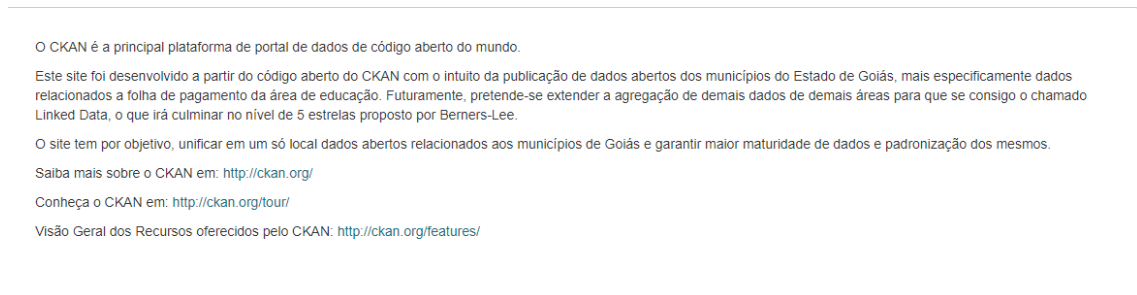 O CKAN é a principal plataforma de portal de dados de código aberto do mundo.
Este site foi desenvolvido a partir do código aberto do CKAN com o intuito da publicação de dados abertos dos municípios do Estado de Goiás, mais especificamente dados
relacionados a folha de pagamento da área de educação. Futuramente, pretende-se extender a agregação de demais dados de demais áreas para que se consigo o chamado
Linked Data, o que irá culminar no nível de 5 estrelas proposto por Berners-Lee.
O site tem por objetivo, unificar em um só local dados abertos relacionados aos municípios de Goiás e garantir maior maturidade de dados e padronização dos mesmos.
Saiba mais sobre o CKAN em: http://ckan.org/
Conheça o CKAN em: http://ckan.org/tour/
Visão Geral dos Recursos oferecidos pelo CKAN: http://ckan.org/features/